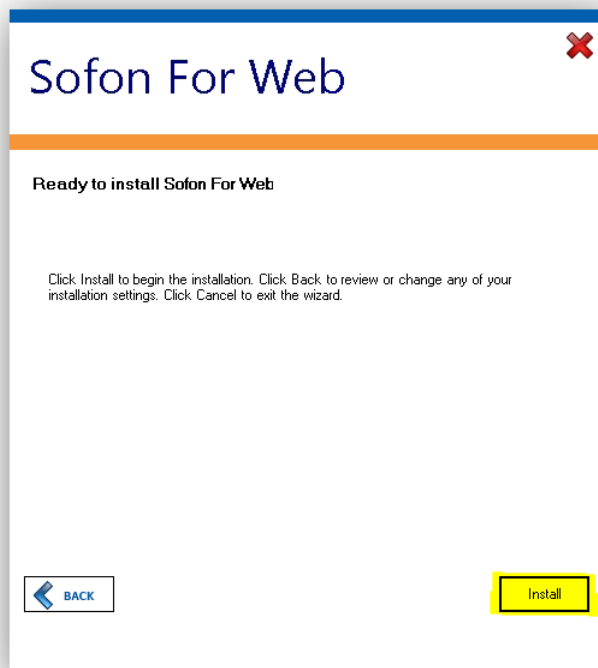 Sofon For Web
Ready to install Sofon For Web
Click Install to begin the installation. Click Back to review or change any of your
installation settings. Click Cancel to exit the wizard.
BACK
Install